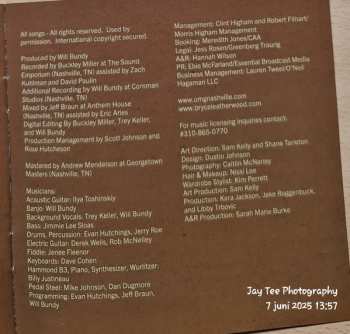 All songs - All rights reserved. Used by
permission. International copyright secured.
Produced by Will Bundy
Recorded by Buckley Miller at The Sound
Emporium (Nashville, TN) assisted by Zach
Kuhlman and David Paulin
Additional Recording by Will Bundy at Corsman
Studios (Nashville, TN)
Mixed by Jeff Braun at Anthem House
(Nashville, TN) assisted by Eric Arles
Digital Editing By Buckley Miller, Trey Keller,
and Will Bundy
Production Management by Scott Johnson and
Rose Hutcheson
Mastered by Andrew Mendelson at Georgetown
Masters (Nashville, TN)
Musicians:
Acoustic Guitar: Ilya Toshinskiy
Banjo: Will Bundy
Background Vocals: Trey Keller, Will Bundy
Bass: Jimmie Lee Sloas
Drums, Percussion: Evan Hutchings, Jerry Roe
Electric Guitar: Derek Wells, Rob McNelley
Fiddle: Jenee Fleenor
Keyboards: Dave Cohen
Hammond B3, Piano, Synthesizer, Wurlitzer:
Billy Justineau
Pedal Steel: Mike Johnson, Dan Dugmore
Programming: Evan Hutchings, Jeff Braun,
Will Bundy
Management: Clint Higham and Robert Filhart/
Morris Higham Management
Booking: Meredith Jones/CAA
Legal: Jess Rosen/Greenberg Traurig
A&R: Hannah Wilson
PR: Ebie McFarland/Essential Broadcast Media
Business Management: Lauren Tweel/O'Neil
Hagaman LLC
www.umgnashville.com
www.crystalleatherwood.com
For music licensing inquires contact:
#310-865-0770
Art Direction: Sam Kelly and Shane Tarleton
Design: Dustin Johnson
Photography: Caitlin McNaney
Hair & Makeup: Nissi Lee
Wardrobe Stylist: Kim Perrett
Art Production: Sam Kelly
Production: Kera Jackson, Jake Roggenbuck,
and Libby Trbovic
A&R Production: Sarah Marie Burke
Jay Tee Photography
7 juni 2025 13:57